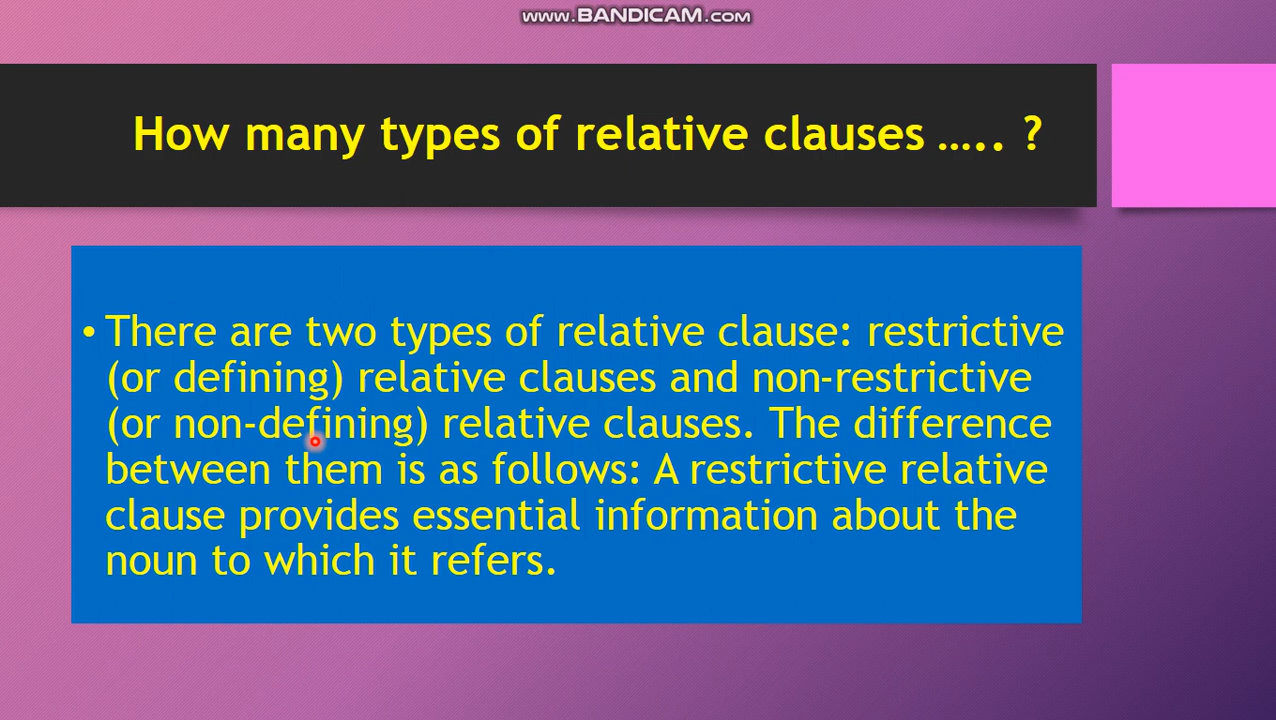 www.BANDICAM.com
How many types of relative clauses ..... ?
• There are two types of relative clause: restrictive
(or defining) relative clauses and non-restrictive
(or non-defining) relative clauses. The difference
between them is as follows: A restrictive relative
clause provides essential information about the
noun to which it refers.